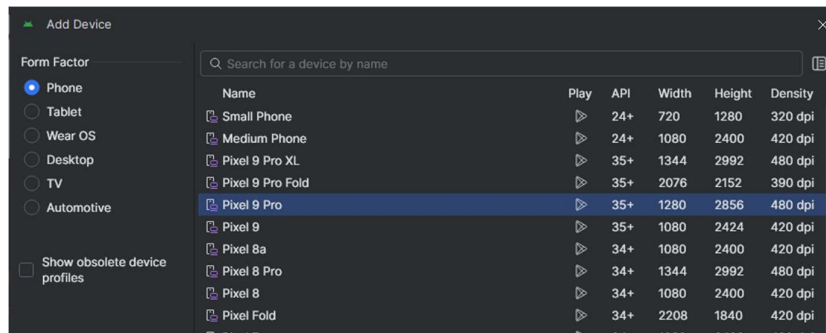 Add Device
Form Factor
Phone
Tablet
Wear OS
Desktop
TV
Automotive
Show obsolete device
profiles
Search for a device by name
Name Play API Width Height Density
Small Phone 24+ 720 1280 320 dpi
Medium Phone 24+ 1080 2400 420 dpi
Pixel 9 Pro XL 35+ 1344 2992 480 dpi
Pixel 9 Pro Fold 35+ 2076 2152 390 dpi
Pixel 9 Pro 35+ 1280 2856 480 dpi
Pixel 9 35+ 1080 2424 420 dpi
Pixel 8a 34+ 1080 2400 420 dpi
Pixel 8 Pro 34+ 1344 2992 480 dpi
Pixel 8 34+ 1080 2400 420 dpi
Pixel Fold 34+ 2208 1840 420 dpi